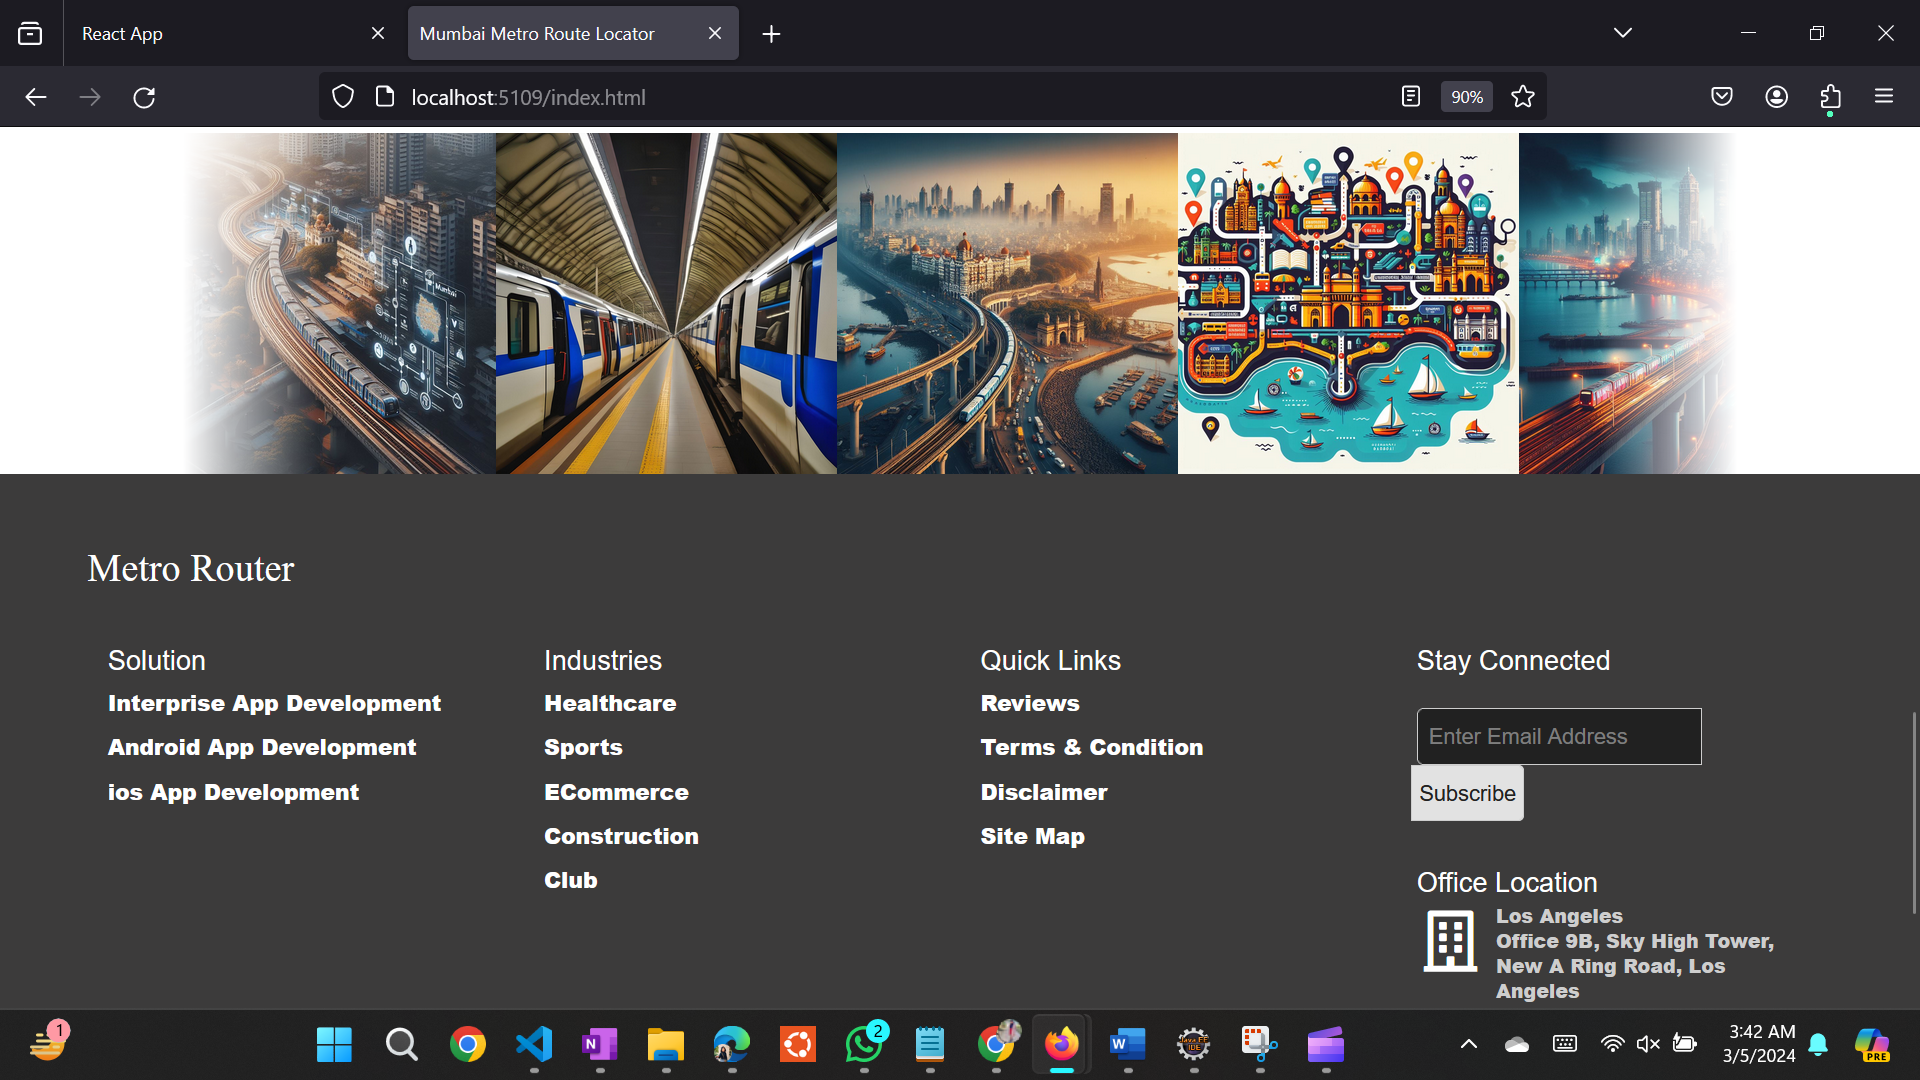 React App
Mumbai Metro Route Locator
localhost:5109/index.html
90%
Mumbai
Metro Router
Solution
Interprise App Development
Android App Development
ios App Development
Industries
Healthcare
Sports
ECommerce
Construction
Club
Quick Links
Reviews
Terms & Condition
Disclaimer
Site Map
Stay Connected
Enter Email Address
Subscribe
Office Location
Los Angeles
Office 9B, Sky High Tower,
New A Ring Road, Los
Angeles
1
2
3:42 AM
3/5/2024
PRE